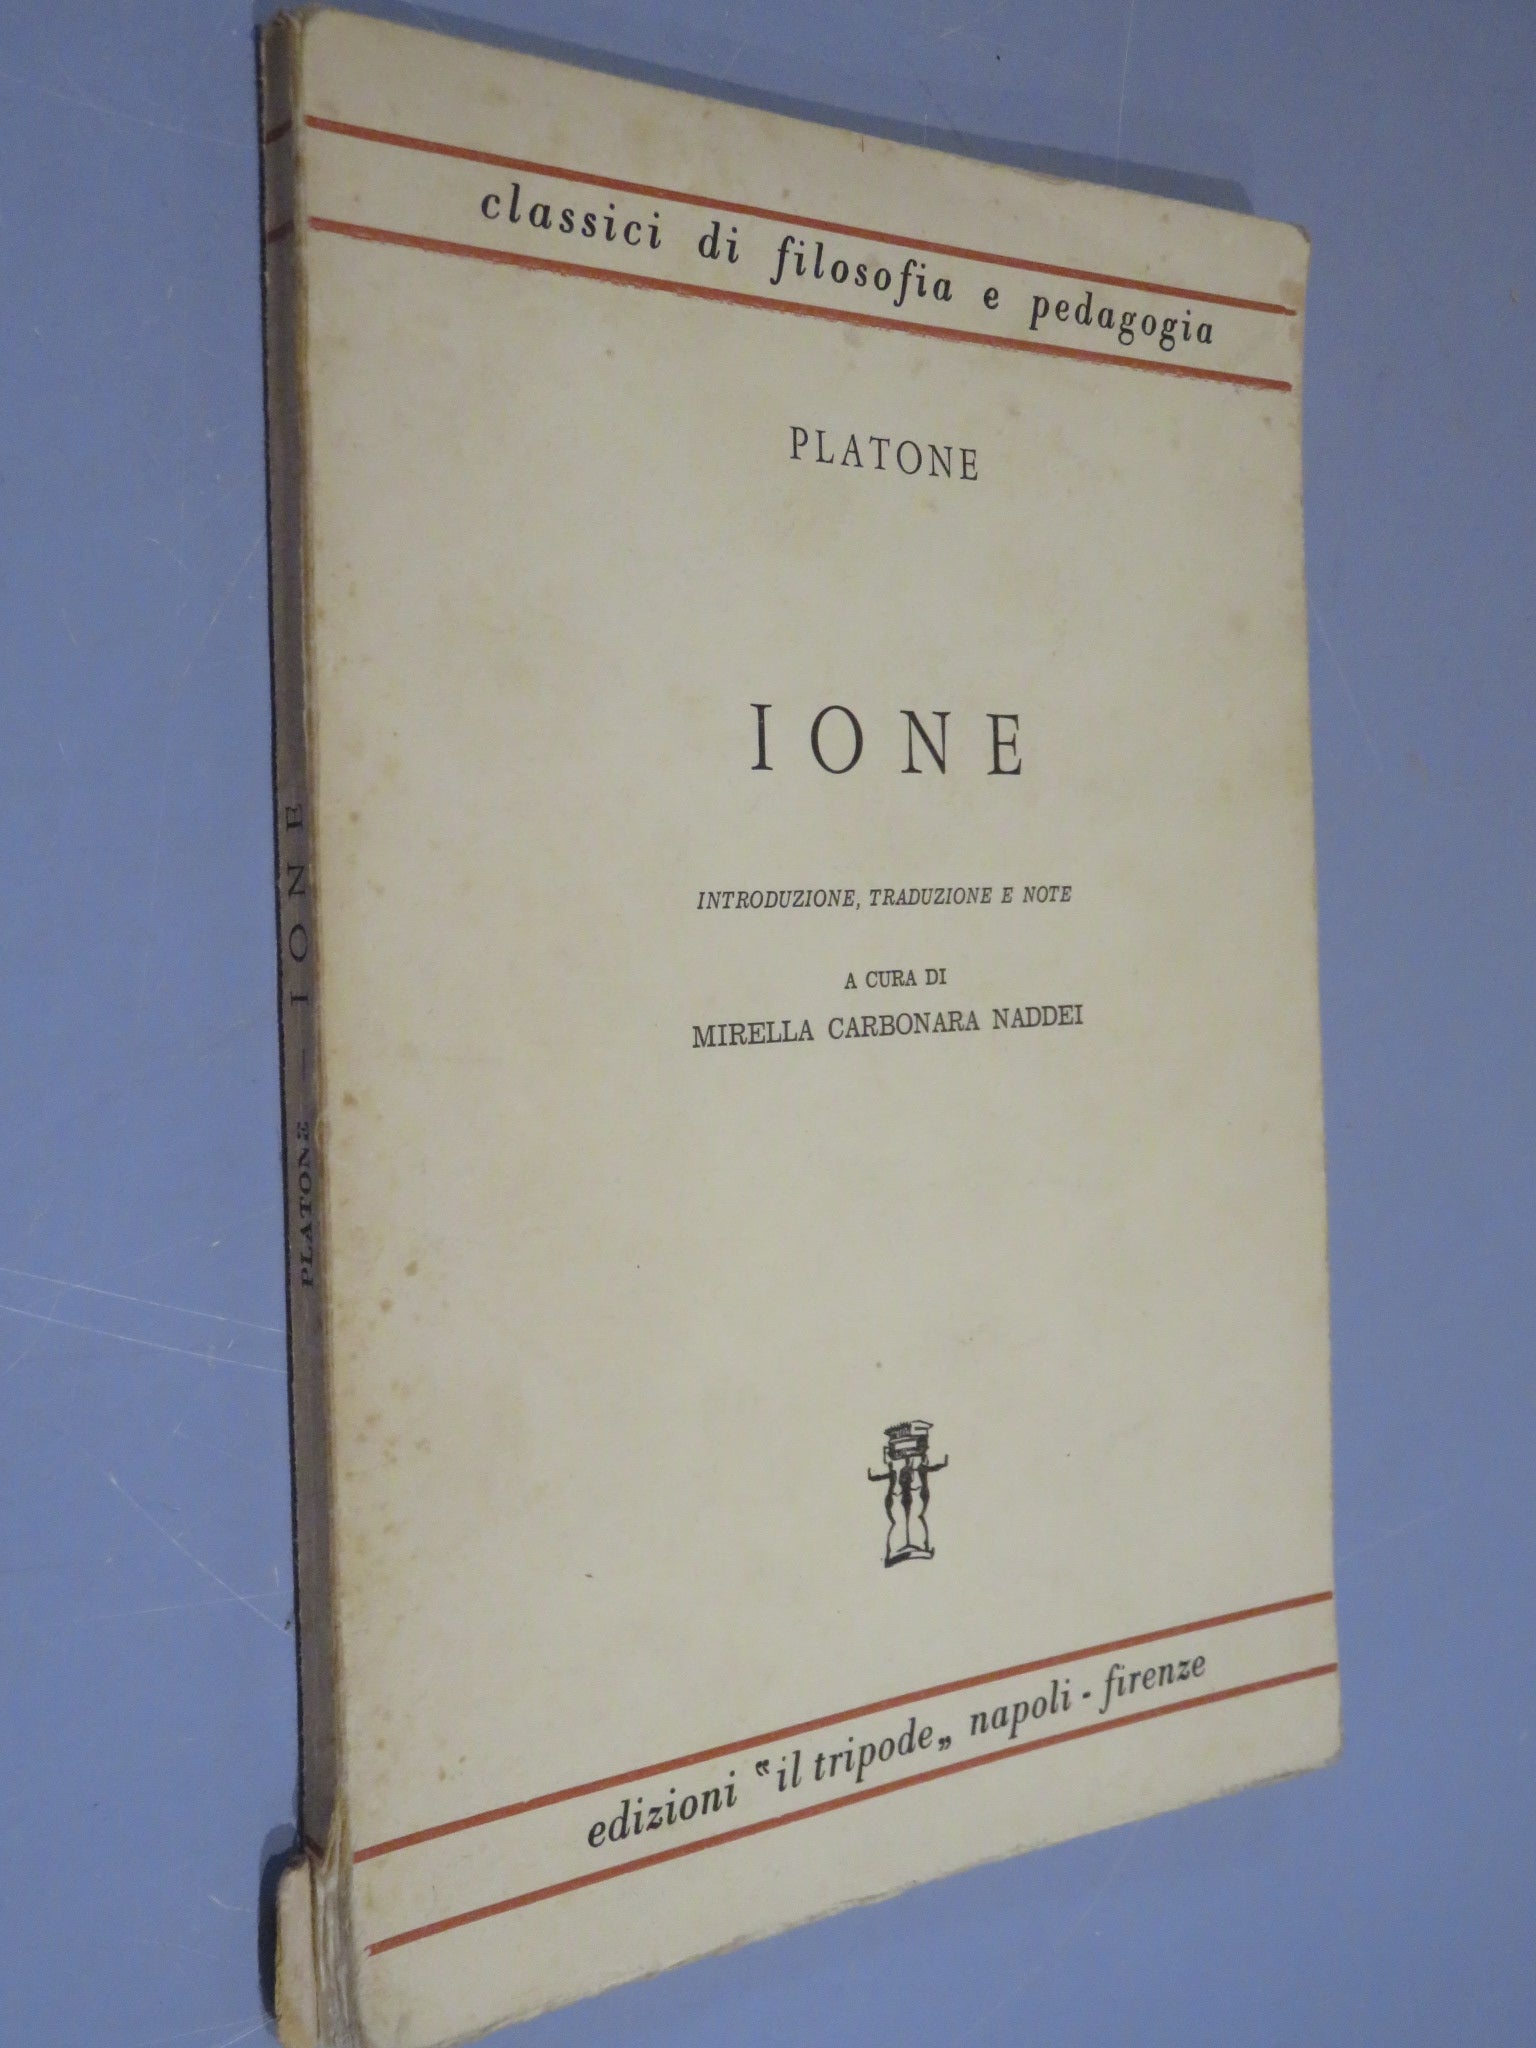 classici di filosofia e pedagogia
PLATONE
IONE
INTRODUZIONE, TRADUZIONE E NOTE
A CURA DI
MIRELLA CARBONARA NADDEI
edizioni "il tripode„ napoli - firenze
PLATONE — IONE